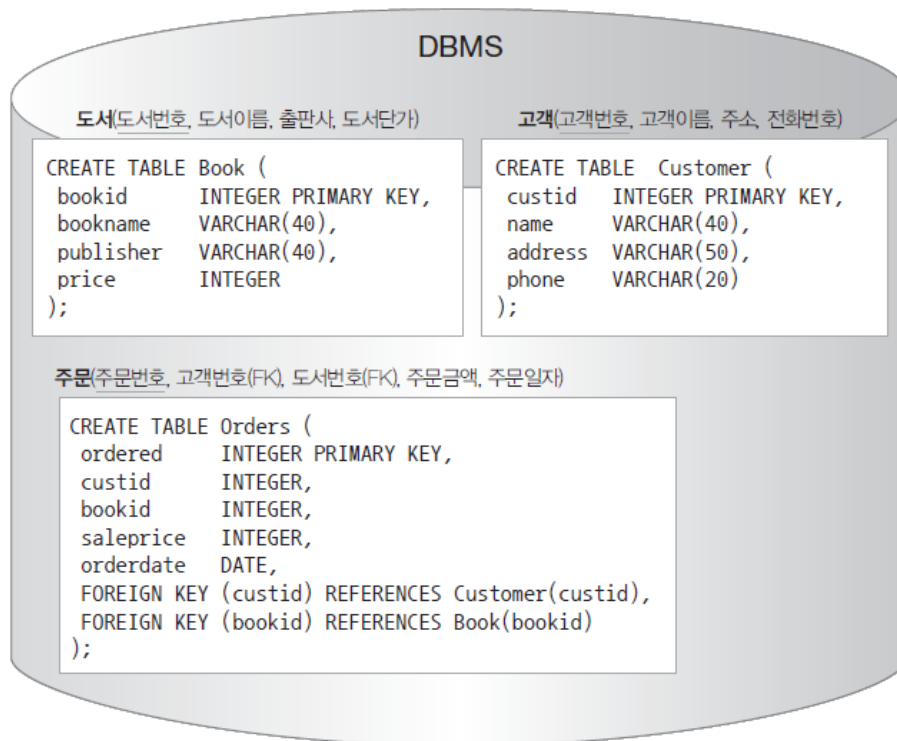 DBMS
도서(도서번호, 도서이름, 출판사, 도서단가)
CREATE TABLE Book (
bookid INTEGER PRIMARY KEY,
bookname VARCHAR(40),
publisher VARCHAR(40),
price INTEGER
);
고객(고객번호, 고객이름, 주소, 전화번호)
CREATE TABLE Customer (
custid INTEGER PRIMARY KEY,
name VARCHAR(40),
address VARCHAR(50),
phone VARCHAR(20)
);
주문(주문번호, 고객번호(FK), 도서번호(FK), 주문금액, 주문일자)
CREATE TABLE Orders (
ordered INTEGER PRIMARY KEY,
custid INTEGER,
bookid INTEGER,
saleprice INTEGER,
orderdate DATE,
FOREIGN KEY (custid) REFERENCES Customer(custid),
FOREIGN KEY (bookid) REFERENCES Book(bookid)
);